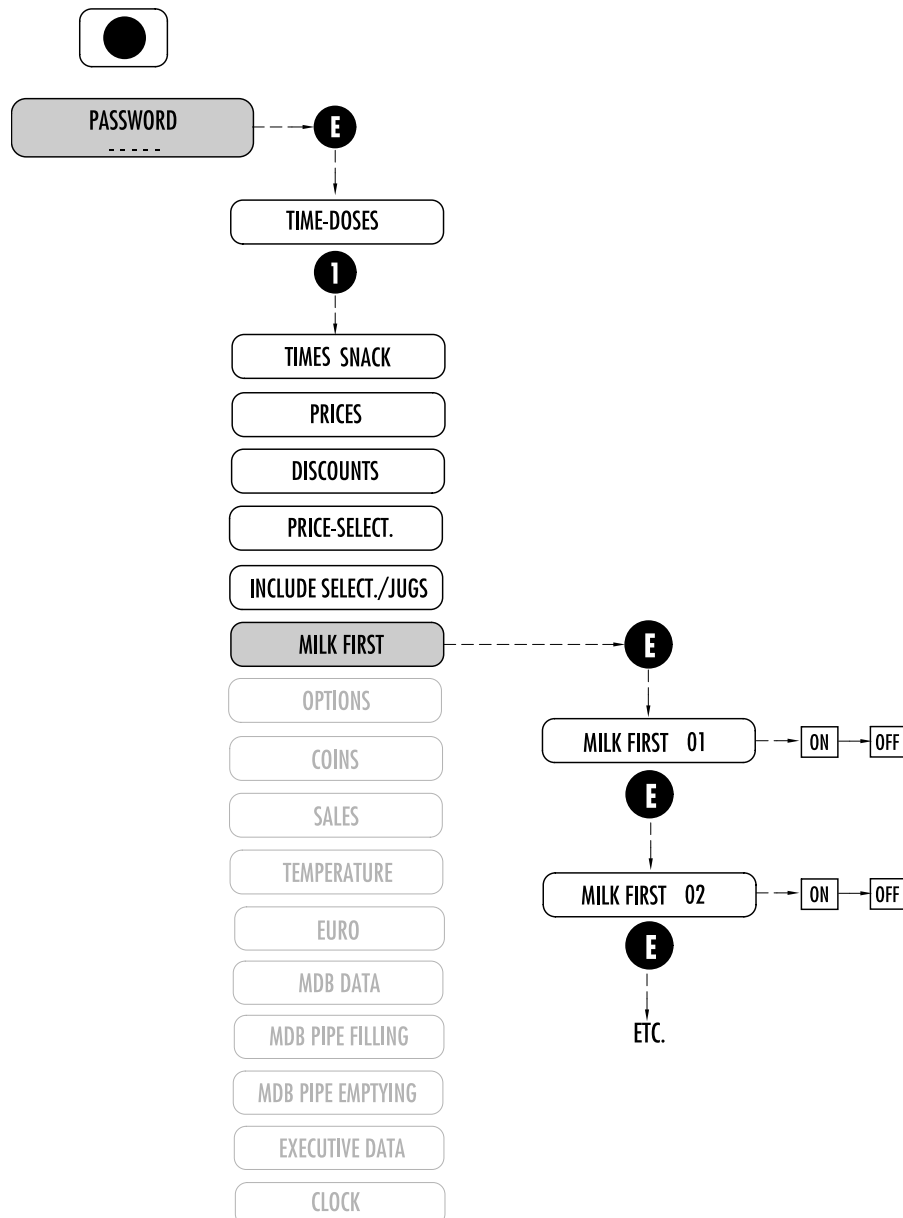 PASSWORD
- - - - -
E
TIME-DOSES
1
TIMES SNACK
PRICES
DISCOUNTS
PRICE-SELECT.
INCLUDE SELECT./JUGS
MILK FIRST
E
OPTIONS
MILK FIRST 01
ON
OFF
COINS
E
SALES
TEMPERATURE
MILK FIRST 02
ON
OFF
EURO
E
MDB DATA
MDB PIPE FILLING
ETC.
MDB PIPE EMPTYING
EXECUTIVE DATA
CLOCK